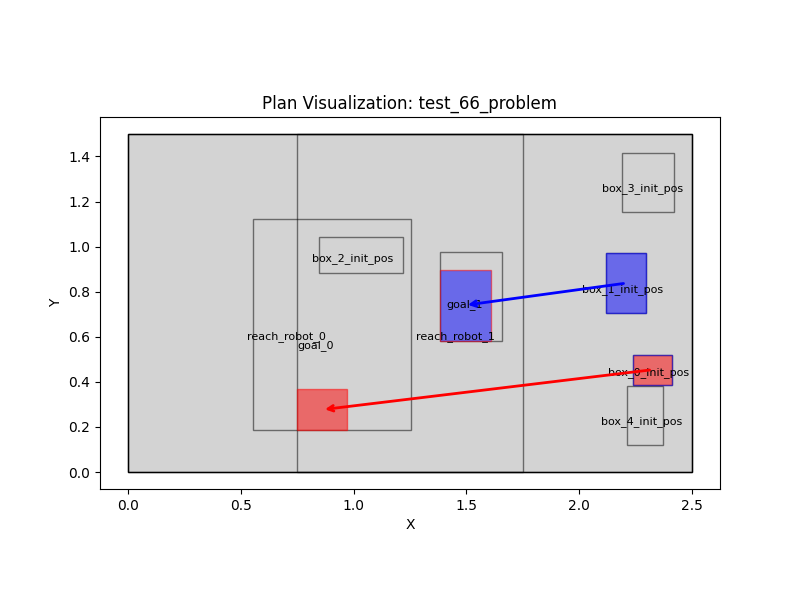 Plan Visualization: test_66_problem
1.4
1.2
1.0
0.8
0.6
0.4
0.2
0.0
Y
box_3_init_pos
box_2_init_pos
box_1_init_pos
goal_1
reach_robot_0
reach_robot_1
goal_0
box_0_init_pos
box_4_init_pos
0.0 0.5 1.0 1.5 2.0 2.5
X